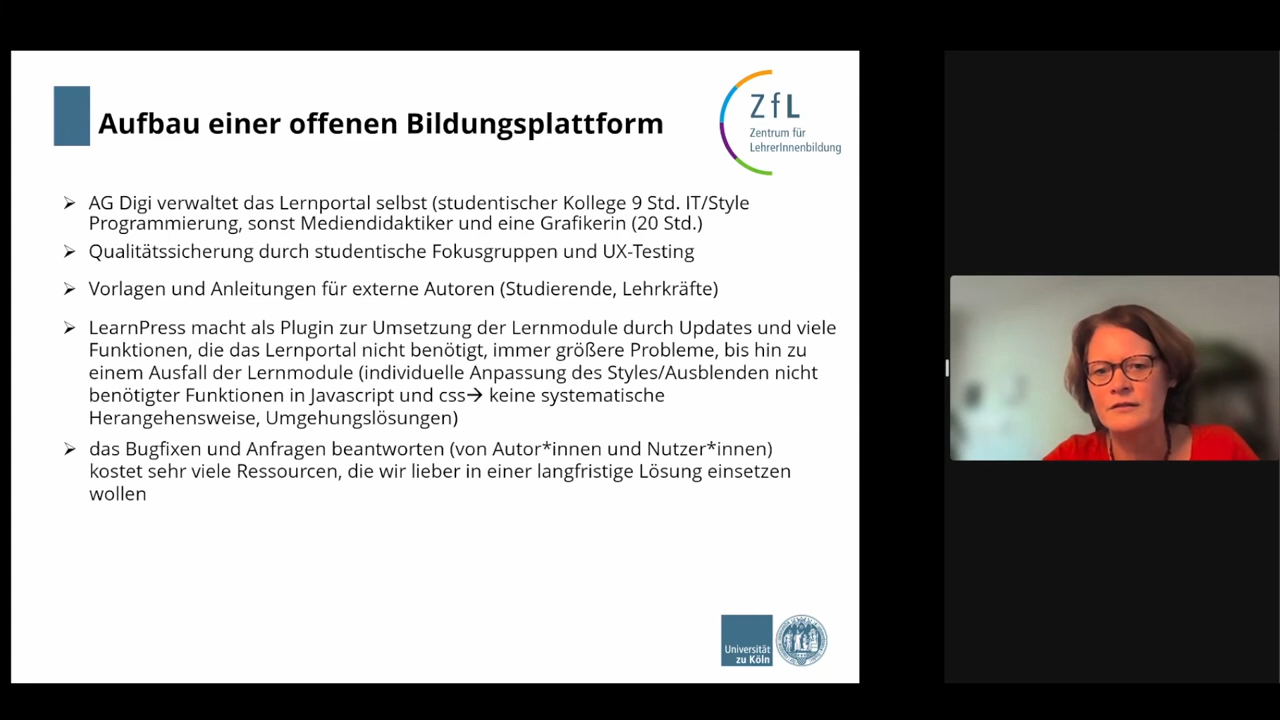 Aufbau einer offenen Bildungsplattform
ZfL
Zentrum für
LehrerInnenbildung
AG Digi verwaltet das Lernportal selbst (studentischer Kollege 9 Std. IT/Style
Programmierung, sonst Mediendidaktiker und eine Grafikerin (20 Std.)
Qualitätssicherung durch studentische Fokusgruppen und UX-Testing
Vorlagen und Anleitungen für externe Autoren (Studierende, Lehrkräfte)
LearnPress macht als Plugin zur Umsetzung der Lernmodule durch Updates und viele
Funktionen, die das Lernportal nicht benötigt, immer größere Probleme, bis hin zu
einem Ausfall der Lernmodule (individuelle Anpassung des Styles/Ausblenden nicht
benötigter Funktionen in Javascript und css→ keine systematische
Herangehensweise, Umgehungslösungen)
das Bugfixen und Anfragen beantworten (von Autor*innen und Nutzer*innen)
kostet sehr viele Ressourcen, die wir lieber in einer langfristige Lösung einsetzen
wollen
Universität
zu Köln